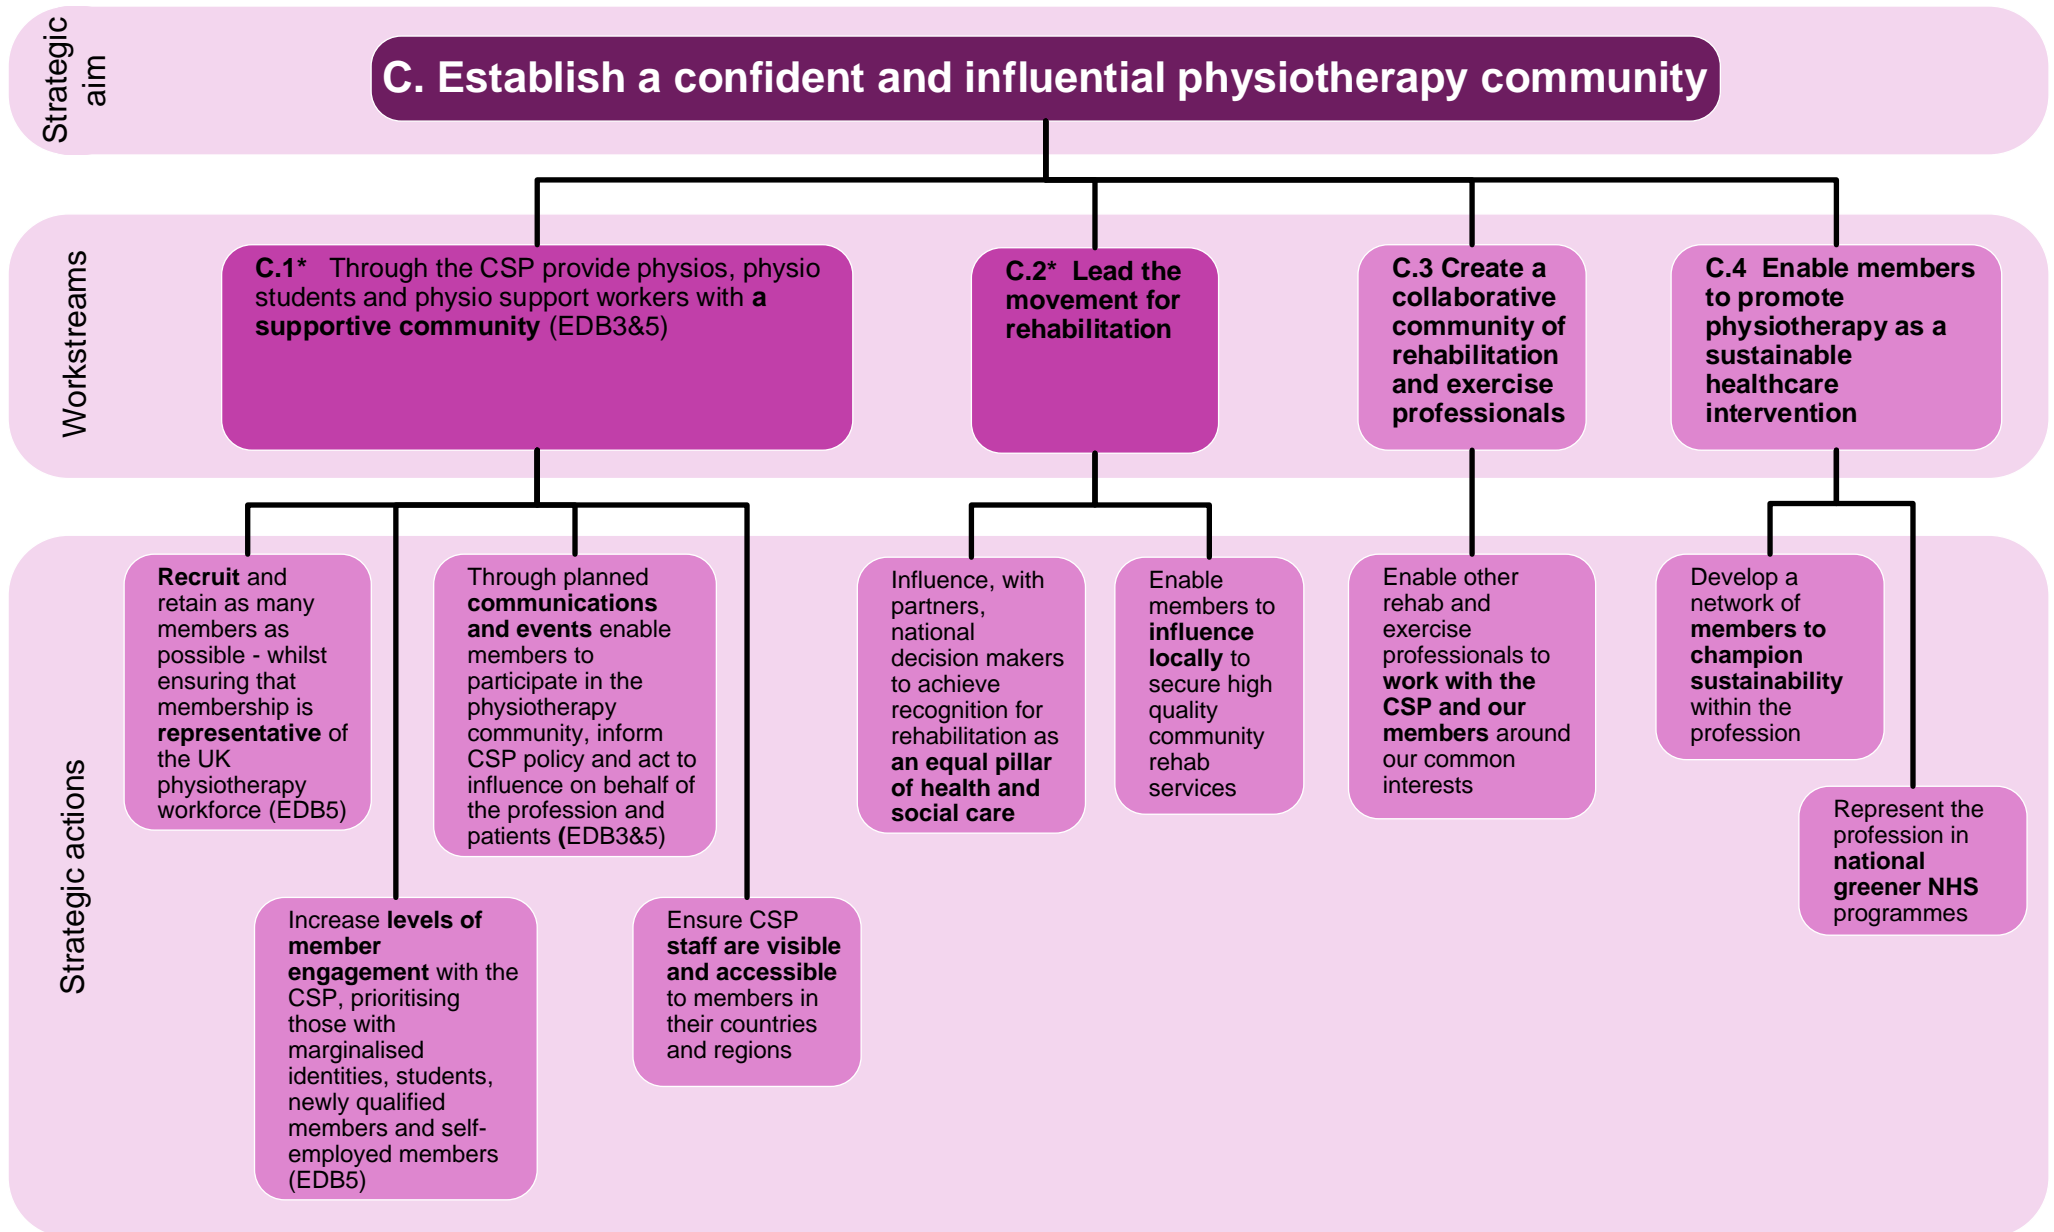 Strategic
aim
C. Establish a confident and influential physiotherapy community
Workstreams
C.1* Through the CSP provide physios, physio
students and physio support workers with a
supportive community (EDB3&5)
C.2* Lead the
movement for
rehabilitation
C.3 Create a
collaborative
community of
rehabilitation
and exercise
professionals
C.4 Enable members
to promote
physiotherapy as a
sustainable
healthcare
intervention
Strategic actions
Recruit and
retain as many
members as
possible - whilst
ensuring that
membership is
representative of
the UK
physiotherapy
workforce (EDB5)
Increase levels of
member
engagement with the
CSP, prioritising
those with
marginalised
identities, students,
newly qualified
members and self-
employed members
(EDB5)
Through planned
communications
and events enable
members to
participate in the
physiotherapy
community, inform
CSP policy and act to
influence on behalf of
the profession and
patients (EDB3&5)
Ensure CSP
staff are visible
and accessible
to members in
their countries
and regions
Influence, with
partners,
national
decision makers
to achieve
recognition for
rehabilitation as
an equal pillar
of health and
social care
Enable
members to
influence
locally to
secure high
quality
community
rehab
services
Enable other
rehab and
exercise
professionals to
work with the
CSP and our
members around
our common
interests
Develop a
network of
members to
champion
sustainability
within the
profession
Represent the
profession in
national
greener NHS
programmes